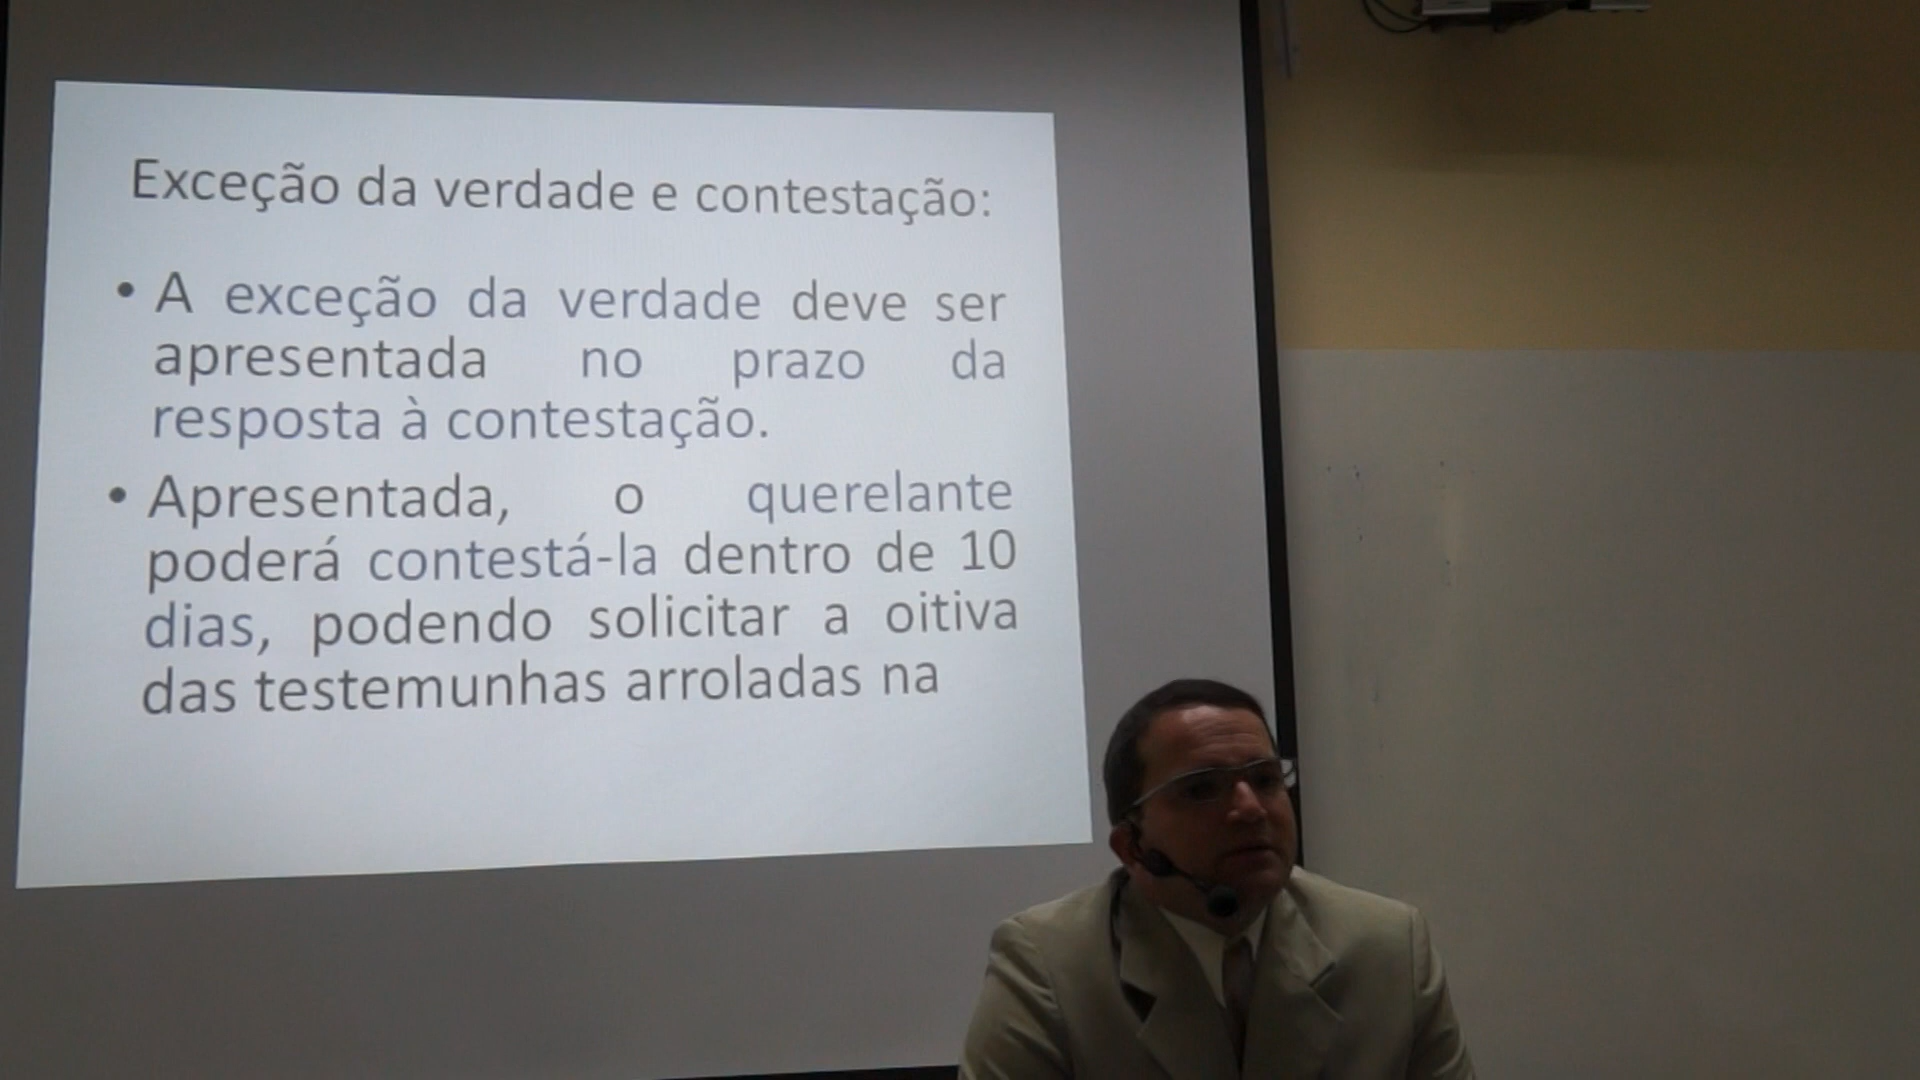 Exceção da verdade e contestação:
• A exceção da verdade deve ser
apresentada no prazo da
resposta à contestação.
• Apresentada, o querelante
poderá contestá-la dentro de 10
dias, podendo solicitar a oitiva
das testemunhas arroladas na